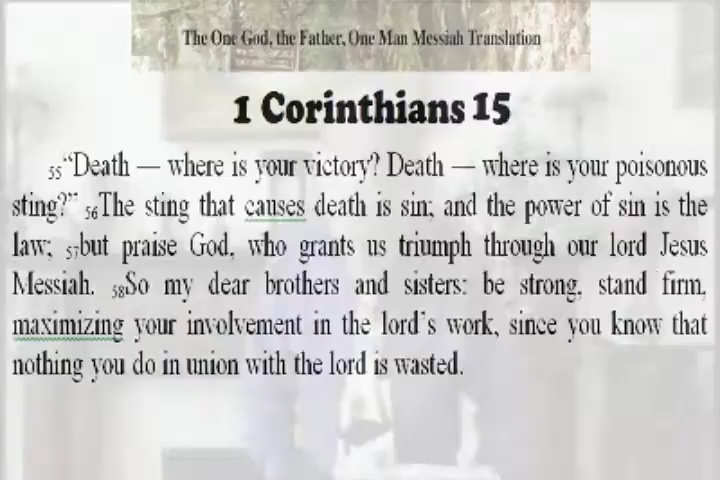 The One God, the Father, One Man Messiah Translation
1 Corinthians 15
55“Death — where is your victory? Death — where is your poisonous
sting?” 56The sting that causes death is sin; and the power of sin is the
law; 57but praise God, who grants us triumph through our lord Jesus
Messiah. 58So my dear brothers and sisters: be strong, stand firm,
maximizing your involvement in the lord’s work, since you know that
nothing you do in union with the lord is wasted.